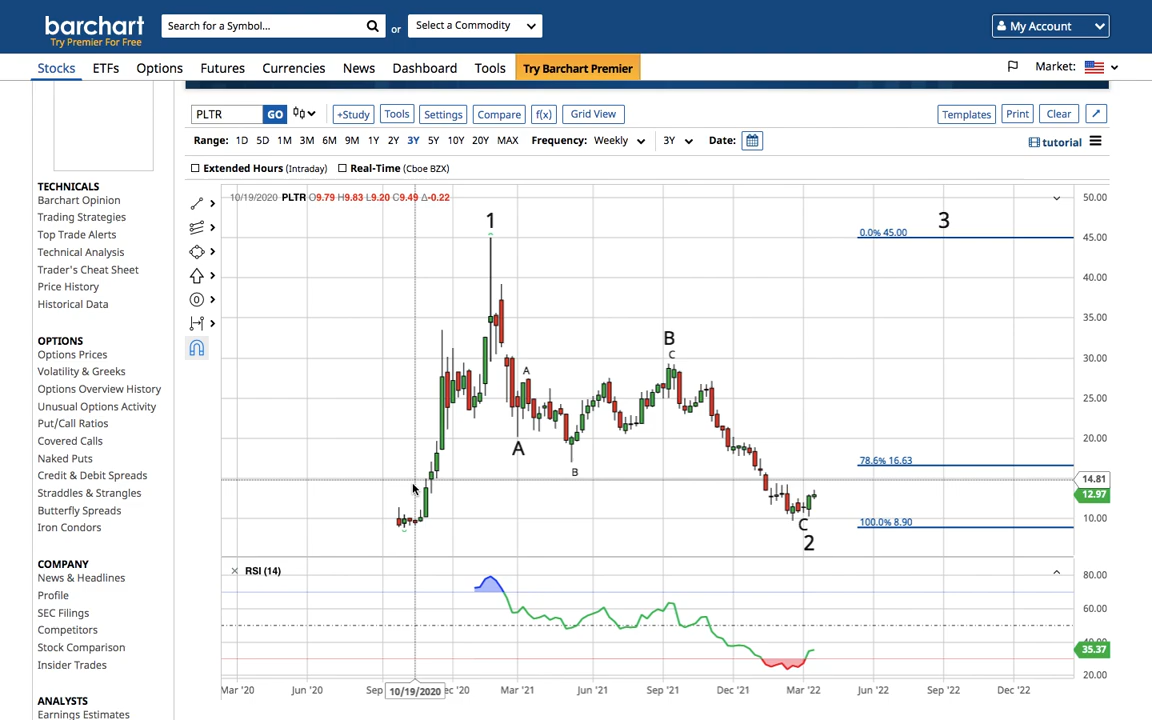 barchart
Try Premier For Free
Search for a Symbol...
or
Select a Commodity
My Account
Stocks ETFs Options Futures Currencies News Dashboard Tools Try Barchart Premier
Market:
TECHNICALS
Barchart Opinion
Trading Strategies
Top Trade Alerts
Technical Analysis
Trader's Cheat Sheet
Price History
Historical Data
OPTIONS
Options Prices
Volatility & Greeks
Options Overview History
Unusual Options Activity
Put/Call Ratios
Covered Calls
Naked Puts
Credit & Debit Spreads
Straddles & Strangles
Butterfly Spreads
Iron Condors
COMPANY
News & Headlines
Profile
SEC Filings
Competitors
Stock Comparison
Insider Trades
ANALYSTS
Earnings Estimates
PLTR GO +Study Tools Settings Compare f(x) Grid View Templates Print Clear
Range: 1D 5D 1M 3M 6M 9M 1Y 2Y 3Y 5Y 10Y 20Y MAX Frequency: Weekly 3Y Date: tutorial
Extended Hours (Intraday) Real-Time (Cboe BZX)
10/19/2020 PLTR O9.79 H9.83 L9.20 C9.49 Δ-0.22
50.00
1
3
0.0% 45.00
45.00
40.00
35.00
B
C
30.00
A
25.00
A
20.00
B
78.6% 16.63
14.81
12.97
10.00
C
100.0% 8.90
2
RSI (14)
80.00
60.00
40.00
35.37
20.00
Mar '20 Jun '20 Sep 10/19/2020 ec '20 Mar '21 Jun '21 Sep '21 Dec '21 Mar '22 Jun '22 Sep '22 Dec '22